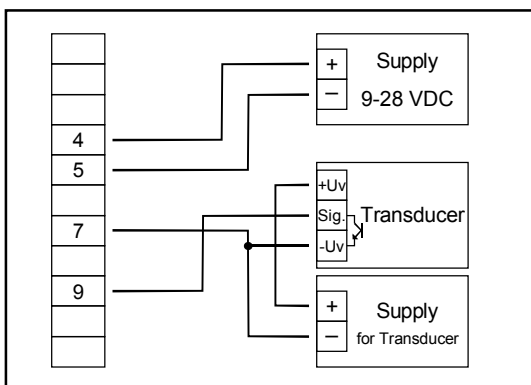 4
5
7
9
+
−
Supply
9-28 VDC
+Uv
Sig.
-Uv
Transducer
+
−
Supply
for Transducer